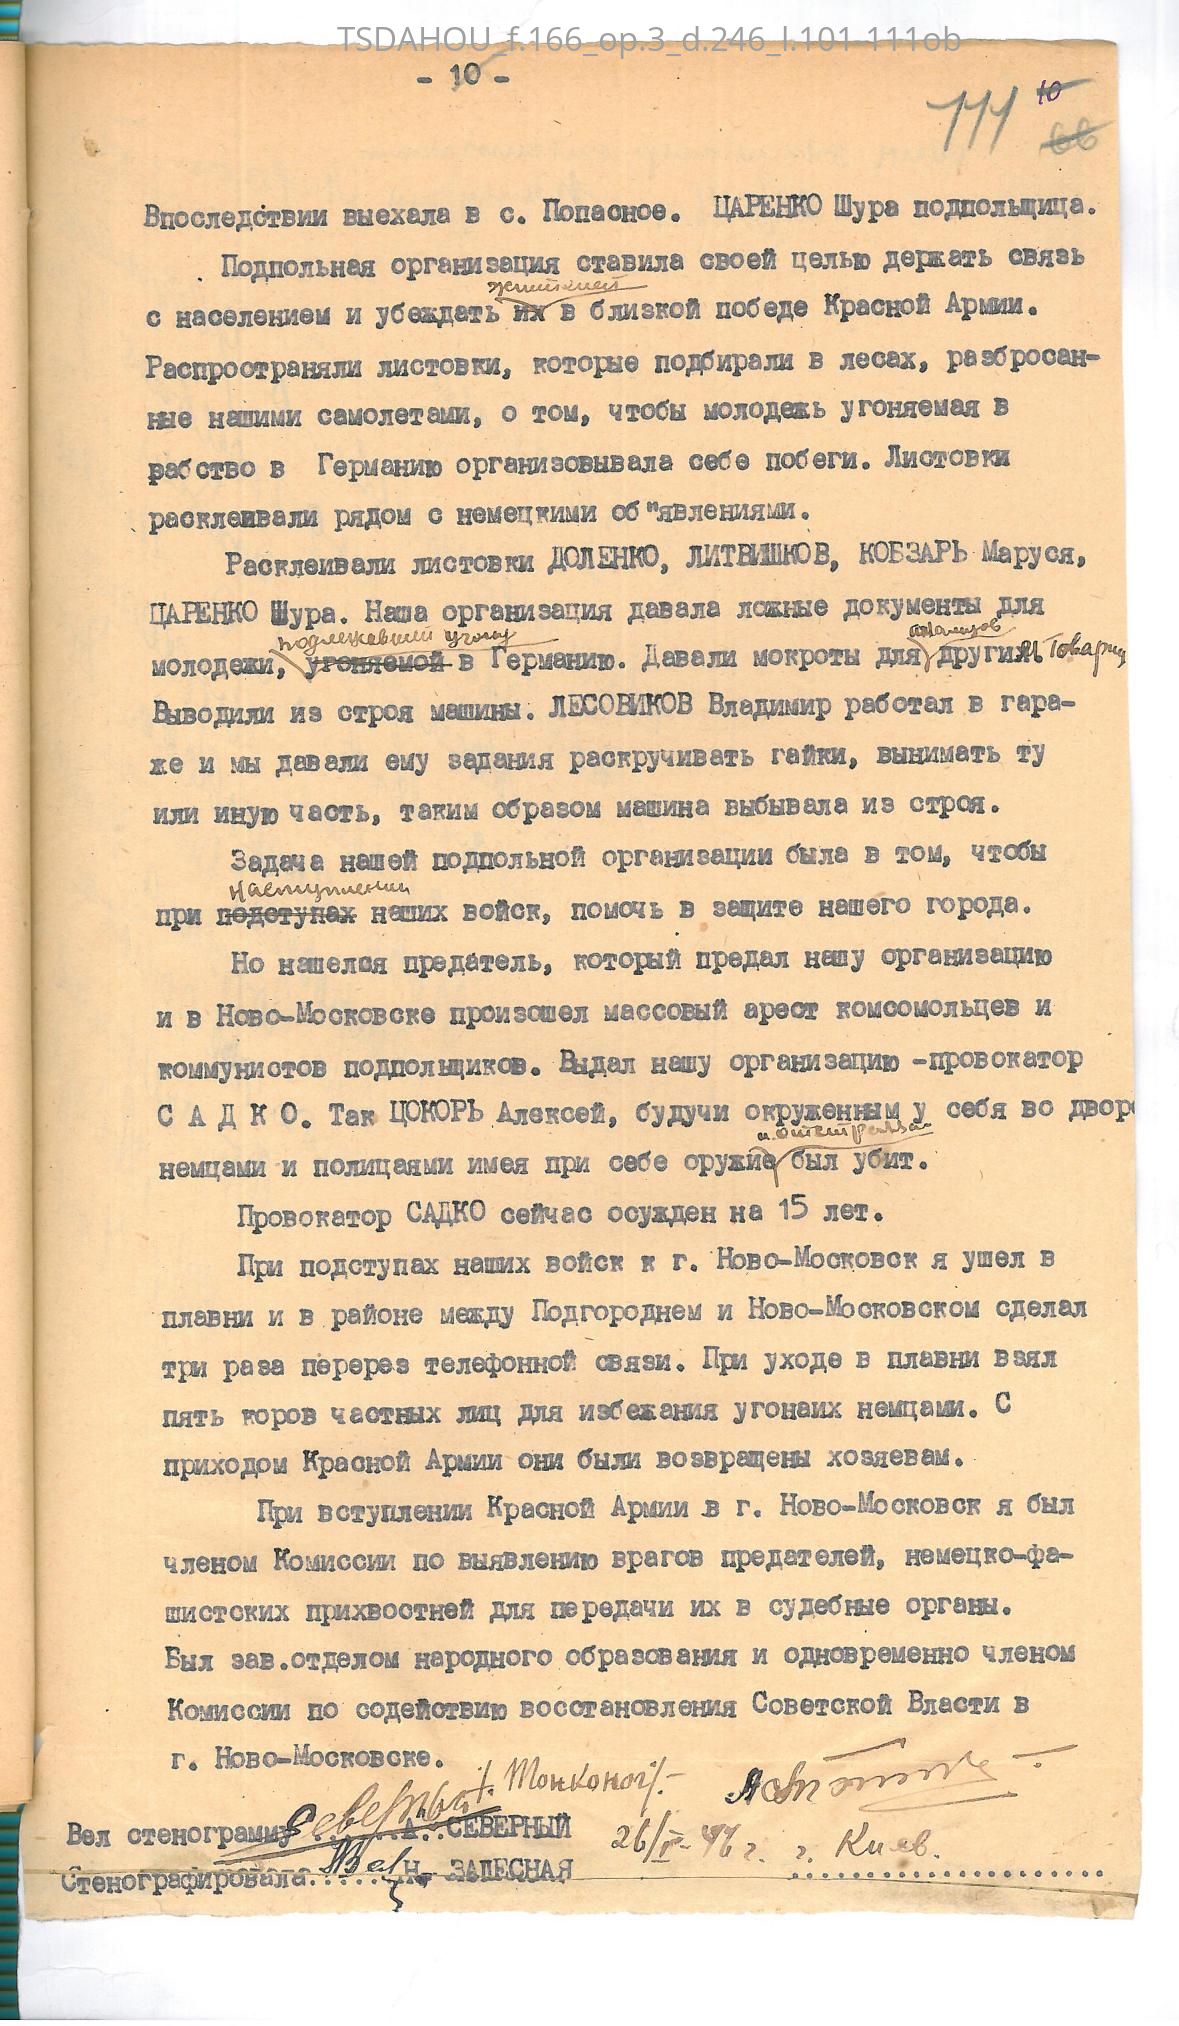 TSDAHOU_f.166_op.3_d.246_l.101-111ob
- 10 -
111 10
66
Впоследствии выехала в с. Попасное. ЦАРЕНКО Шура подпольщица.
Подпольная организация ставила своей целью держать связь
жителей
с населением и убеждать их в близкой победе Красной Армии.
Распространяли листовки, которые подбирали в лесах, разбросан-
ные нашими самолетами, о том, чтобы молодежь угоняемая в
рабство в Германию организовывала себе побеги. Листовки
расклеивали рядом с немецкими об"явлениями.
Расклеивали листовки ДОЛЕНКО, ЛИТВИШКОВ, КОБЗАРЬ Маруся,
ЦАРЕНКО Шура. Наша организация давала ложные документы для
подлежавший угону
молодежи, угоняемой в Германию. Давали мокроты для других Товарищ
Выводили из строя машины. ЛЕСОВИКОВ Владимир работал в гара-
же и мы давали ему задания раскручивать гайки, вынимать ту
или иную часть, таким образом машина выбывала из строя.
Задача нашей подпольной организации была в том, чтобы
наступлении
при подступах наших войск, помочь в защите нашего города.
Но нашелся предатель, который предал нашу организацию
и в Ново-Московске произошел массовый арест комсомольцев и
коммунистов подпольщиков. Выдал нашу организацию -провокатор
С А Д К О. Так ЦОКОРЬ Алексей, будучи окруженным у себя во дворе
немцами и полицаями имея при себе оружие был убит.
Провокатор САДКО сейчас осужден на 15 лет.
При подступах наших войск к г. Ново-Московск я ушел в
плавни и в районе между Подгороднем и Ново-Московском сделал
три раза перерез телефонной связи. При уходе в плавни взял
пять коров частных лиц для избежания угонаих немцами. С
приходом Красной Армии они были возвращены хозяевам.
При вступлении Красной Армии в г. Ново-Московск я был
членом Комиссии по выявлению врагов предателей, немецко-фа-
шистских прихвостней для передачи их в судебные органы.
Был зав.отделом народного образования и одновременно членом
Комиссии по содействию восстановления Советской Власти в
г. Ново-Московске.
/Тонконог/.-
Вел стенограмму.......А..СЕВЕРНЫЙ
26/IV-46 г. г. Киев.
Стенографировала........Н. ЗАЛЕСНАЯ